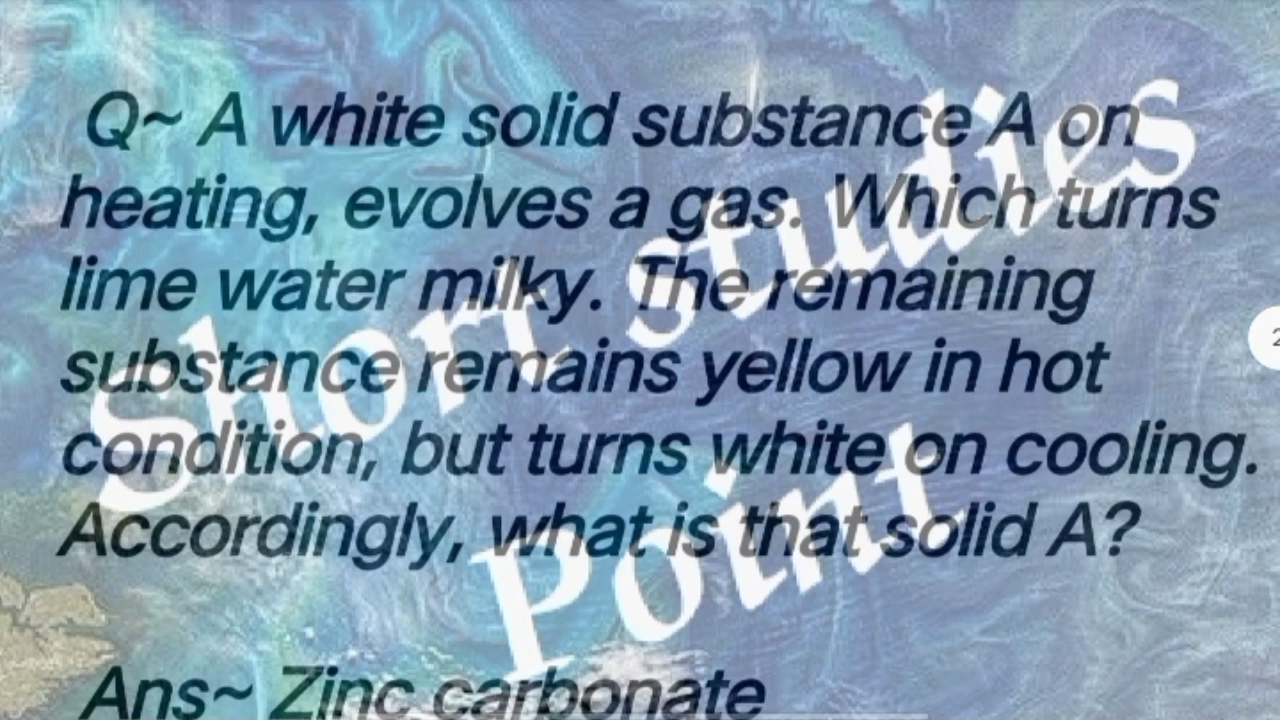 Q~ A white solid substance A on
heating, evolves a gas. Which turns
lime water milky. The remaining
substance remains yellow in hot
condition, but turns white on cooling.
Accordingly, what is that solid A?
Ans~ Zinc carbonate
Short studies
Point
2